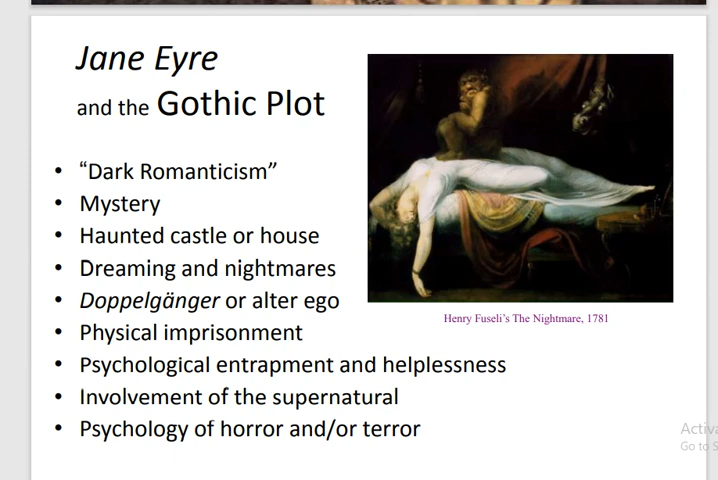 Jane Eyre
and the Gothic Plot
• “Dark Romanticism”
• Mystery
• Haunted castle or house
• Dreaming and nightmares
• Doppelgänger or alter ego
• Physical imprisonment
• Psychological entrapment and helplessness
• Involvement of the supernatural
• Psychology of horror and/or terror
Henry Fuseli’s The Nightmare, 1781
Go to